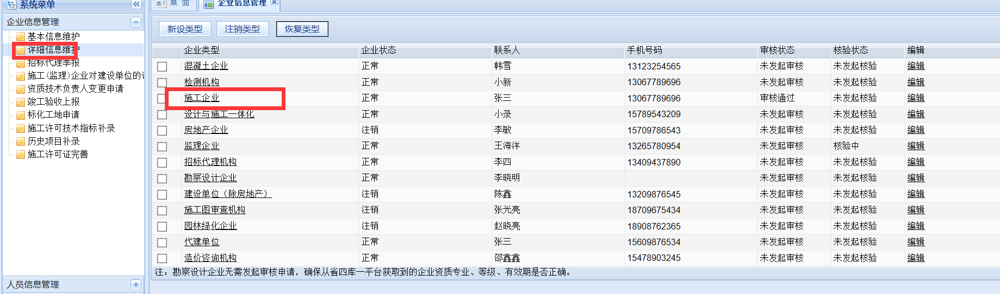 系统菜单
企业信息管理
基本信息维护
详细信息维护
招标代理季报
施工(监理)企业对建设单位的
资质技术负责人变更申请
竣工验收上报
标化工地申请
施工许可技术指标补录
历史项目补录
施工许可证完善
人员信息管理
桌 面 企业信息管理
新设类型 注销类型 恢复类型
企业类型 企业状态 联系人 手机号码 审核状态 核验状态 编辑
混凝土企业 正常 韩雪 13123254565 未发起审核 未发起核验 编辑
检测机构 正常 小新 13067789696 未发起审核 未发起核验 编辑
施工企业 正常 张三 13067789696 审核通过 未发起核验 编辑
设计与施工一体化 正常 小录 15789543209 未发起审核 未发起核验 编辑
房地产企业 注销 李敏 15709786543 未发起审核 未发起核验 编辑
监理企业 正常 王海洋 13265780954 未发起审核 核验中 编辑
招标代理机构 正常 李四 13409437890 未发起审核 未发起核验 编辑
勘察设计企业 正常 李晓明 未发起审核 未发起核验 编辑
建设单位（除房地产） 注销 陈鑫 13209876545 未发起审核 未发起核验 编辑
施工图审查机构 注销 张光亮 18709675434 未发起审核 未发起核验 编辑
园林绿化企业 注销 赵晓亮 18908762365 未发起审核 未发起核验 编辑
代建单位 正常 张三 15609876534 未发起审核 未发起核验 编辑
造价咨询机构 正常 邵鑫鑫 15478903245 未发起审核 未发起核验 编辑
注：勘察设计企业无需发起审核申请，确保从省四库一平台获取到的企业资质专业、等级、有效期是否正确。